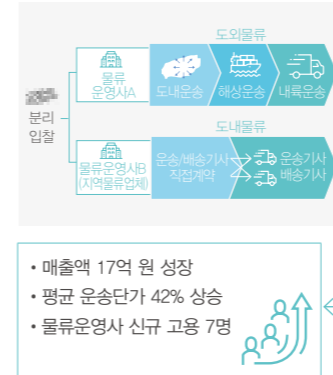 도외물류
물류
운영사A
도내운송
해상운송
내륙운송
분리
입찰
도내물류
물류운영사B
(지역물류업체)
운송/배송기사
직접계약
운송기사
배송기사
• 매출액 17억 원 성장
• 평균 운송단가 42% 상승
• 물류운영사 신규 고용 7명